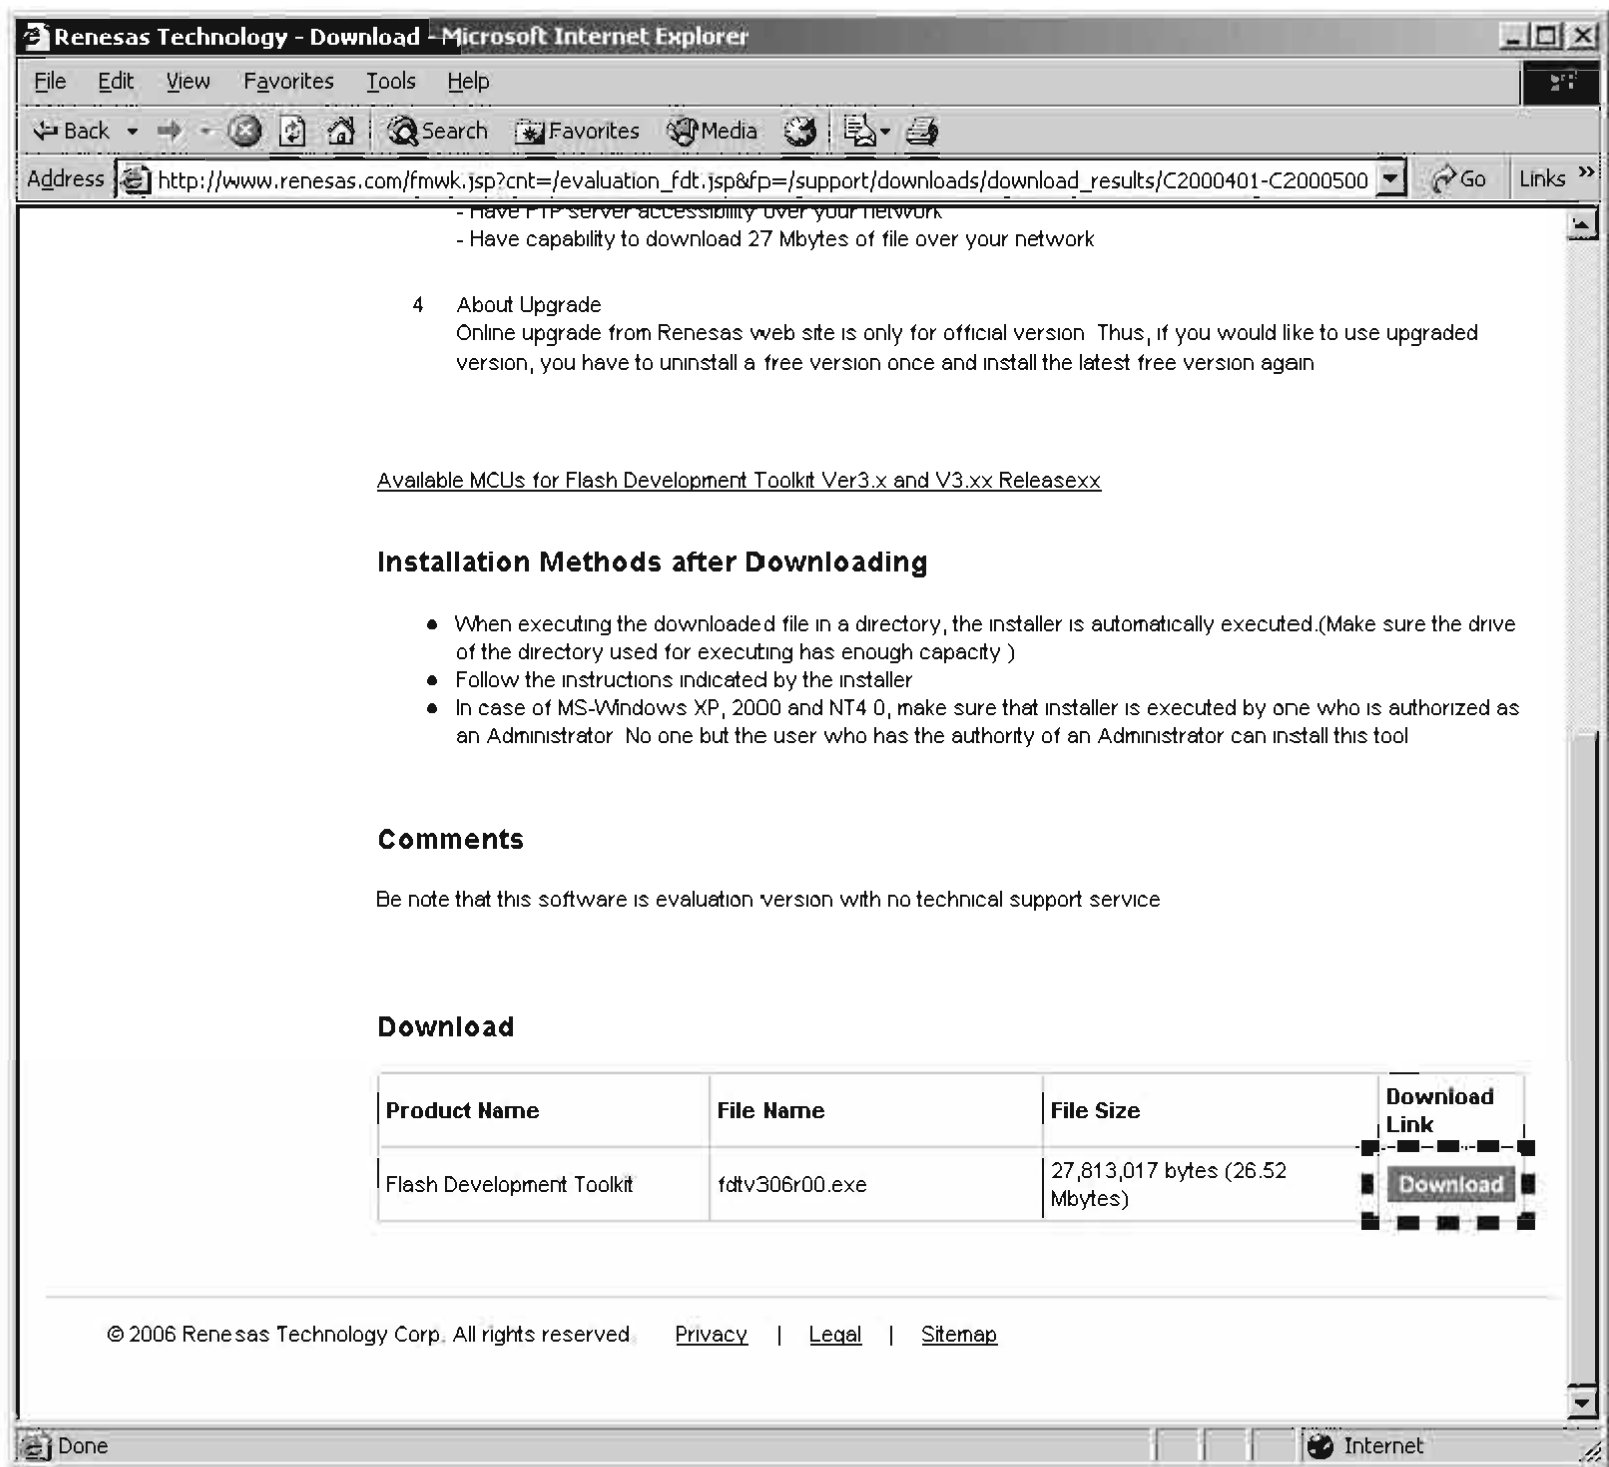 Renesas Technology - Download - Microsoft Internet Explorer
File Edit View Favorites Tools Help
Back Search Favorites Media
Address http://www.renesas.com/fmwk.jsp?cnt=/evaluation_fdt.jsp&fp=/support/downloads/download_results/C2000401-C2000500 Go Links »
- Have FTP server accessibility over your network
- Have capability to download 27 Mbytes of file over your network
4 About Upgrade
Online upgrade from Renesas web site is only for official version Thus, if you would like to use upgraded
version, you have to uninstall a free version once and install the latest free version again
Available MCUs for Flash Development Toolkit Ver3.x and V3.xx Releasexx
Installation Methods after Downloading
● When executing the downloaded file in a directory, the installer is automatically executed.(Make sure the drive
of the directory used for executing has enough capacity )
● Follow the instructions indicated by the installer
● In case of MS-Windows XP, 2000 and NT4 0, make sure that installer is executed by one who is authorized as
an Administrator No one but the user who has the authority of an Administrator can install this tool
Comments
Be note that this software is evaluation version with no technical support service
Download
Product Name File Name File Size Download
Link
Flash Development Toolkit fdtv306r00.exe 27,813,017 bytes (26.52
Mbytes) Download
© 2006 Renesas Technology Corp. All rights reserved Privacy | Legal | Sitemap
Done Internet